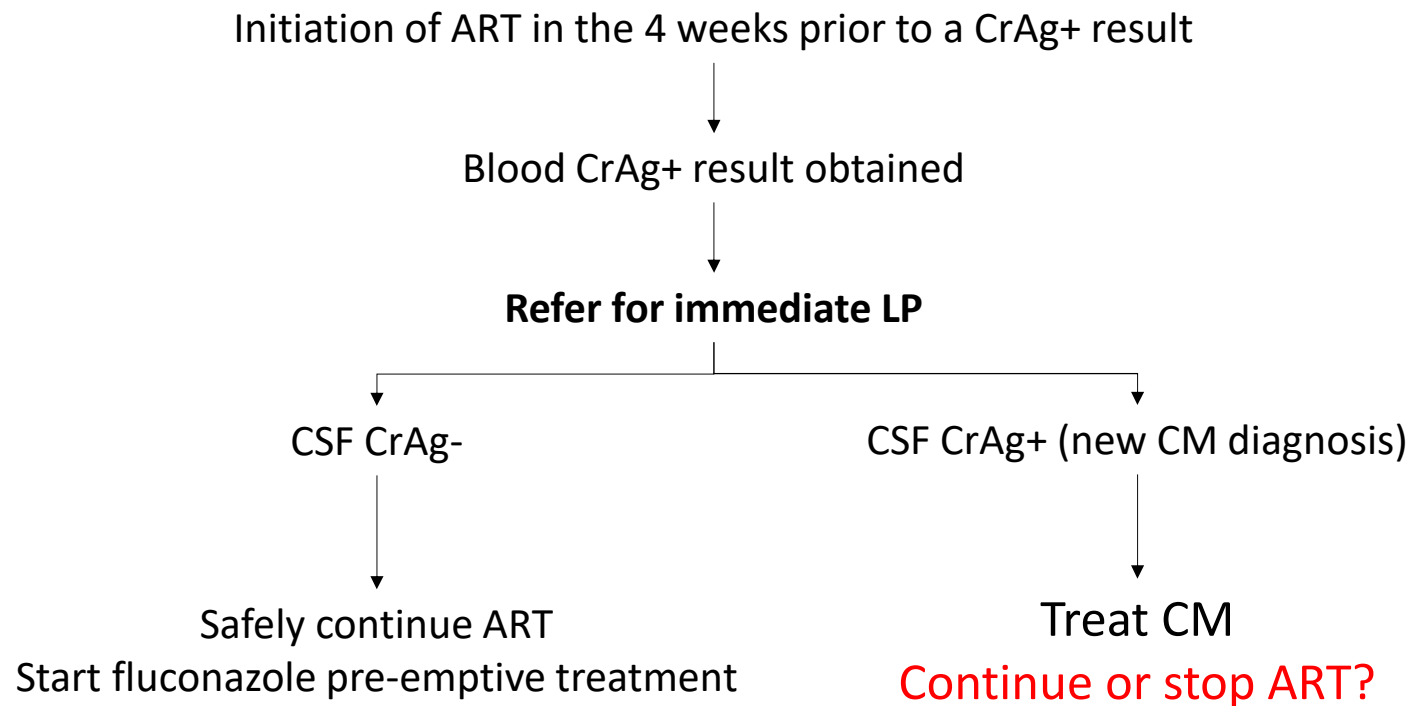 Initiation of ART in the 4 weeks prior to a CrAg+ result
Blood CrAg+ result obtained
Refer for immediate LP
CSF CrAg-
CSF CrAg+ (new CM diagnosis)
Safely continue ART
Start fluconazole pre-emptive treatment
Treat CM
Continue or stop ART?